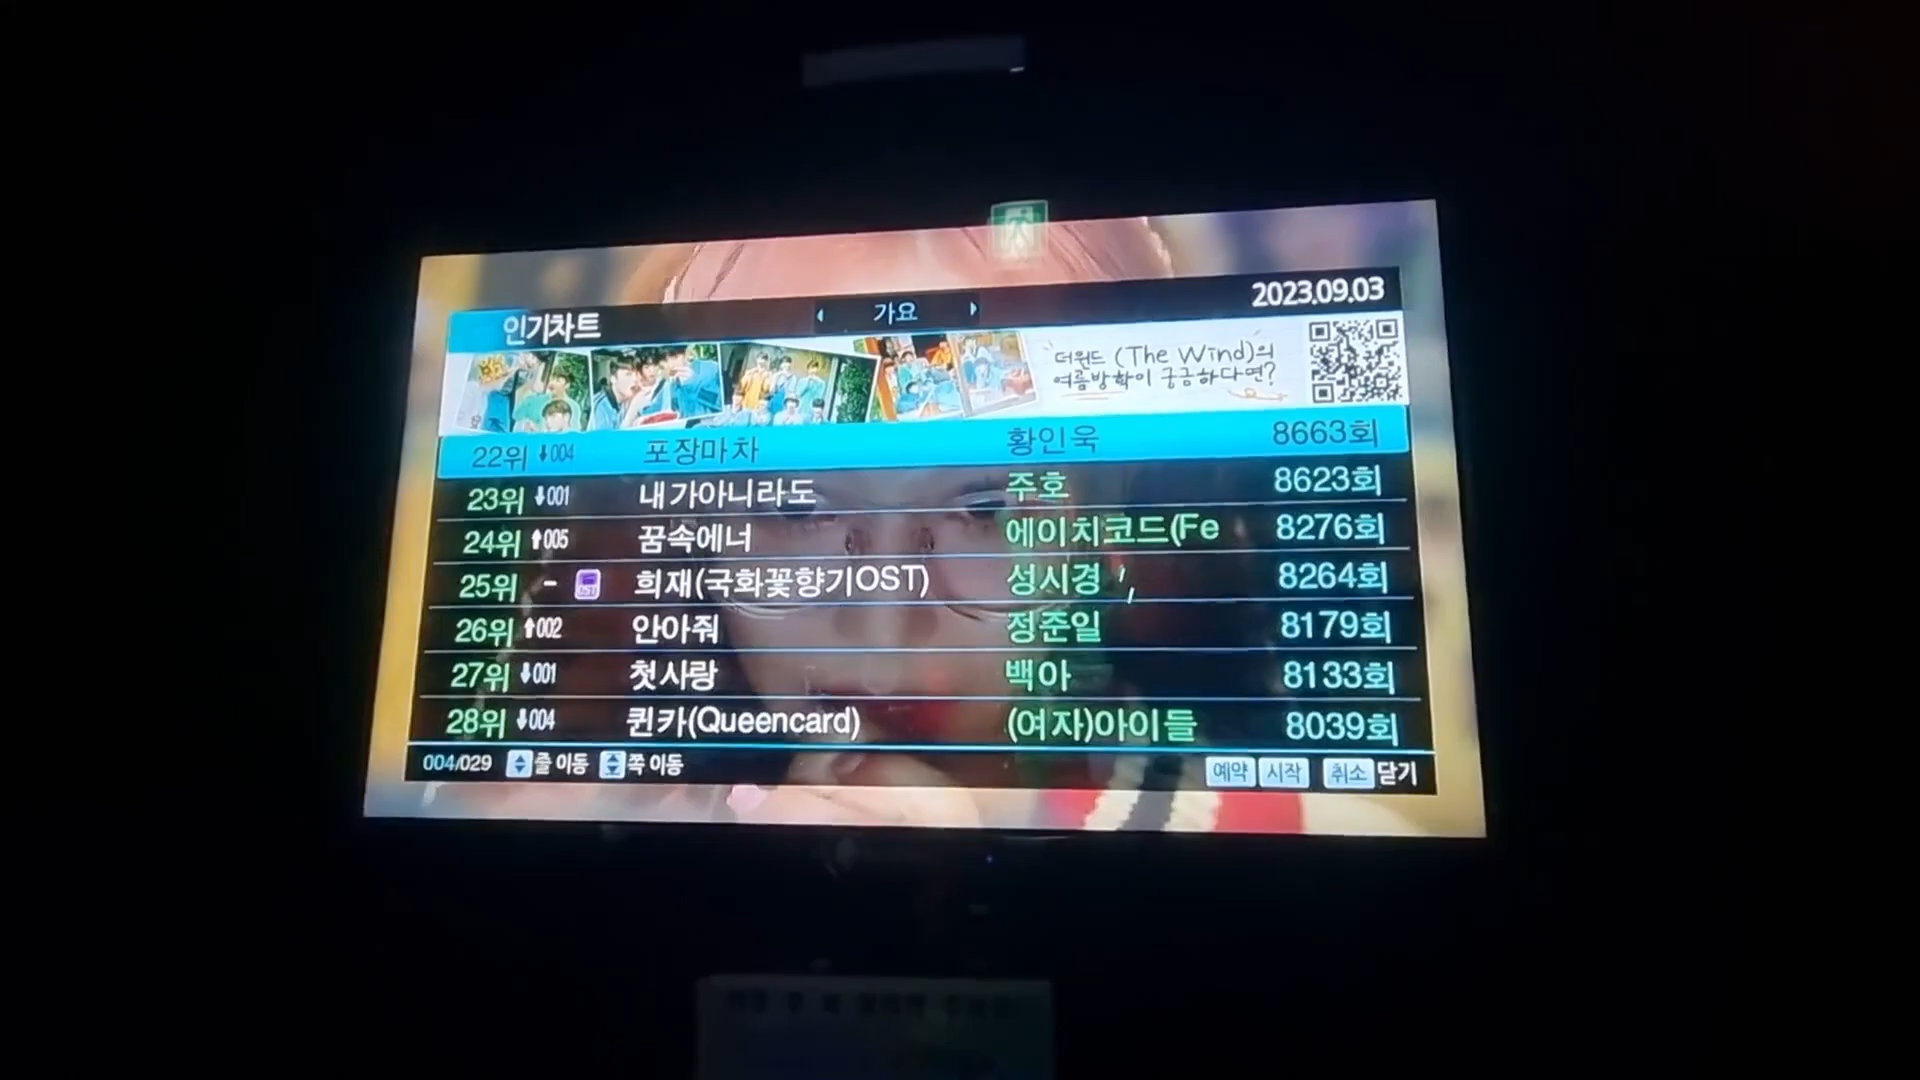 인기차트 가요 2023.09.03
더윈드 (The Wind)의
여름방학이 궁금하다면?
22위 ⬇004 포장마차 황인욱 8663회
23위 ⬇001 내가아니라도 주호 8623회
24위 ⬆005 꿈속에너 에이치코드(Fe 8276회
25위 - 희재(국화꽃향기OST) 성시경 8264회
26위 ⬆002 안아줘 정준일 8179회
27위 ⬇001 첫사랑 백아 8133회
28위 ⬇004 퀸카(Queencard) (여자)아이들 8039회
004/029 줄 이동 쪽 이동 예약 시작 취소 닫기